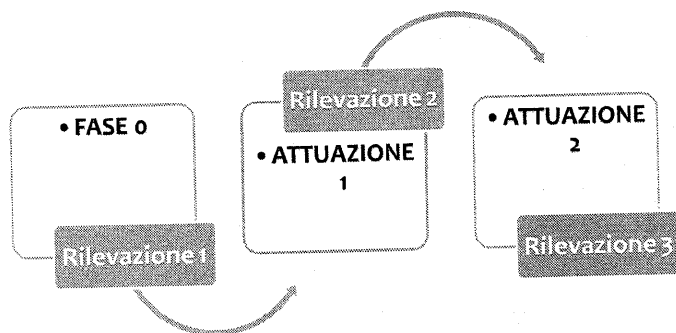 • FASE 0
Rilevazione 1
Rilevazione 2
• ATTUAZIONE
1
• ATTUAZIONE
2
Rilevazione 3